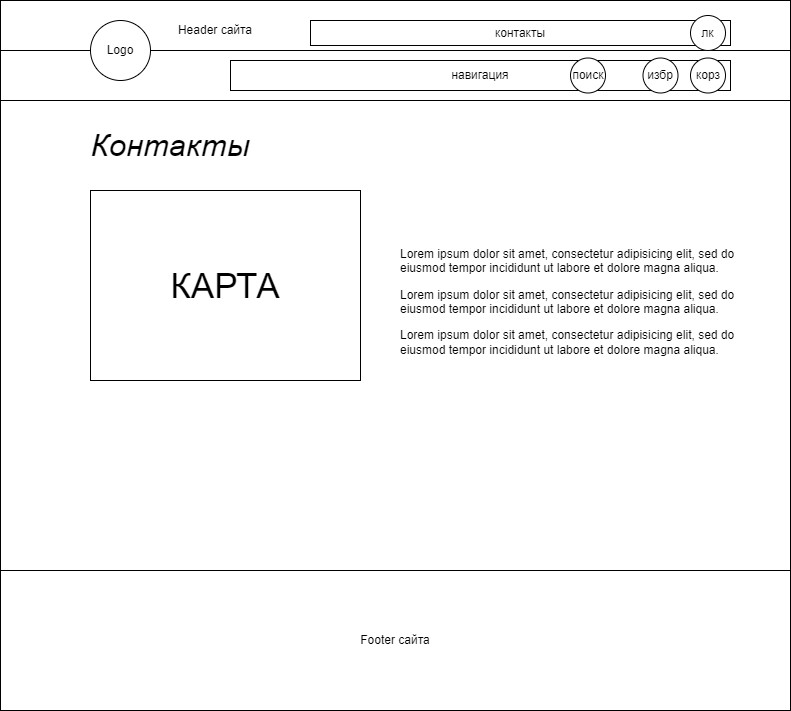 Header сайта
контакты
лк
Logo
навигация
поиск
избр
корз
Контакты
КАРТА
Lorem ipsum dolor sit amet, consectetur adipisicing elit, sed do
eiusmod tempor incididunt ut labore et dolore magna aliqua.
Lorem ipsum dolor sit amet, consectetur adipisicing elit, sed do
eiusmod tempor incididunt ut labore et dolore magna aliqua.
Lorem ipsum dolor sit amet, consectetur adipisicing elit, sed do
eiusmod tempor incididunt ut labore et dolore magna aliqua.
Footer сайта